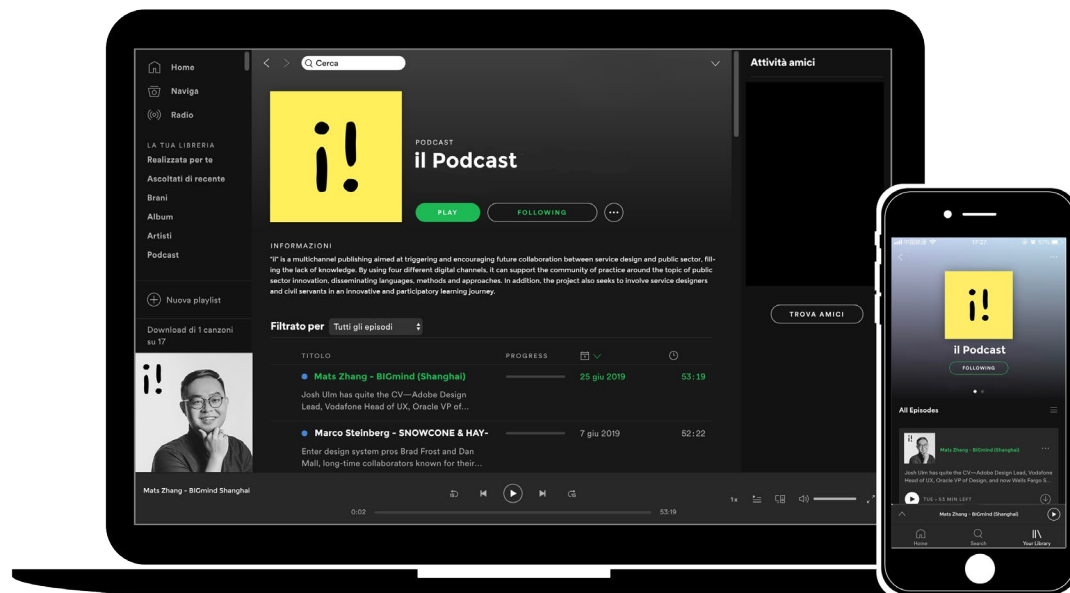 Home
Naviga
Radio
LA TUA LIBRERIA
Realizzata per te
Ascoltati di recente
Brani
Album
Artisti
Podcast
Nuova playlist
Download di 1 canzoni
su 17
i!
Mats Zhang - BIGmind Shanghai
Cerca
i!
PODCAST
il Podcast
PLAY
FOLLOWING
INFORMAZIONI
"i!" is a multichannel publishing aimed at triggering and encouraging future collaboration between service design and public sector, fill-
ing the lack of knowledge. By using four different digital channels, it can support the community of practice around the topic of public
sector innovation, disseminating languages, methods and approaches. In addition, the project also seeks to involve service designers
and civil servants in an innovative and participatory learning journey.
Filtrato per Tutti gli episodi
TITOLO PROGRESS
Mats Zhang - BIGmind (Shanghai) 25 giu 2019 53:19
Josh Ulm has quite the CV—Adobe Design
Lead, Vodafone Head of UX, Oracle VP of...
Marco Steinberg - SNOWCONE & HAY- 7 giu 2019 52:22
Enter design system pros Brad Frost and Dan
Mall, long-time collaborators known for their...
0:02 53:19
1x
Attività amici
TROVA AMICI
17:27
i!
il Podcast
FOLLOWING
All Episodes
i!
Mats Zhang - BIGmind (Shanghai)
Josh Ulm has quite the CV—Adobe Design Lead, Vodafone
Head of UX, Oracle VP of Design, and now Wells Fargo S...
TUE • 53 MIN LEFT
Mats Zhang - BIGmind (Shanghai)
Home Search Your Library